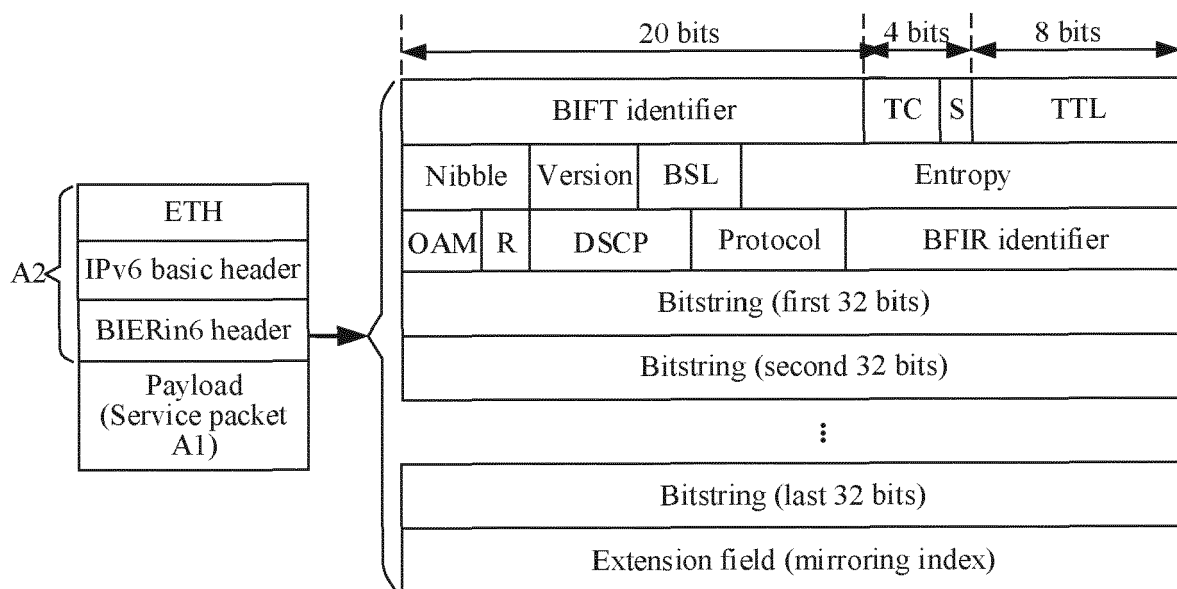 20 bits 4 bits 8 bits
BIFT identifier TC S TTL
Nibble Version BSL Entropy
OAM R DSCP Protocol BFIR identifier
Bitstring (first 32 bits)
Bitstring (second 32 bits)
⋮
Bitstring (last 32 bits)
Extension field (mirroring index)
A2
ETH
IPv6 basic header
BIERin6 header
Payload
(Service packet
A1)